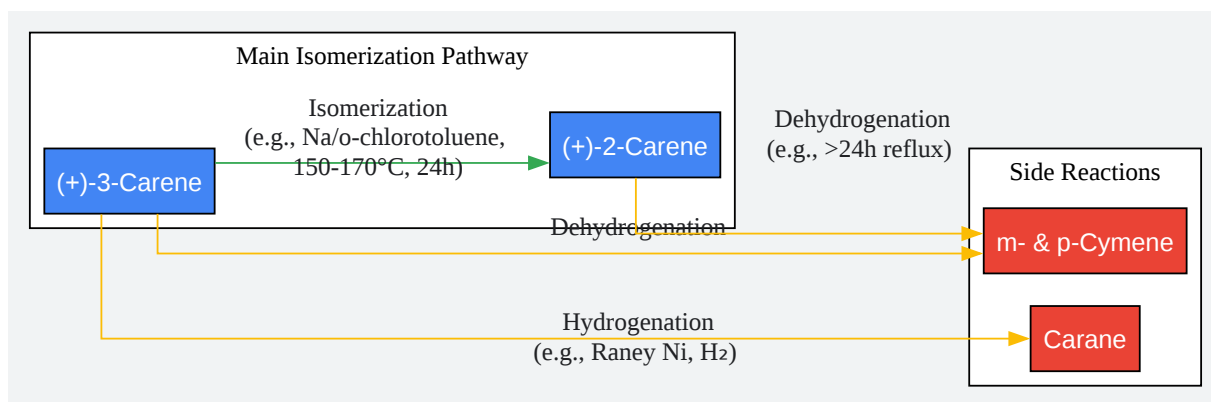 Main Isomerization Pathway
Isomerization
(e.g., Na/o-chlorotoluene,
150-170°C, 24h)
(+)-3-Carene
(+)-2-Carene
Dehydrogenation
(e.g., >24h reflux)
Side Reactions
Dehydrogenation
m- & p-Cymene
Hydrogenation
(e.g., Raney Ni, H₂)
Carane